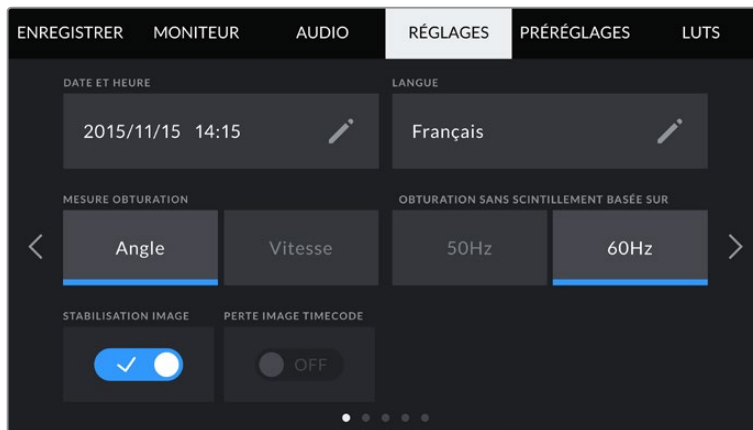 ENREGISTRER MONITEUR AUDIO RÉGLAGES PRÉRÉGLAGES LUTS
DATE ET HEURE LANGUE
2015/11/15 14:15 Français
MESURE OBTURATION OBTURATION SANS SCINTILLEMENT BASÉE SUR
Angle Vitesse 50Hz 60Hz
STABILISATION IMAGE PERTE IMAGE TIMECODE
OFF